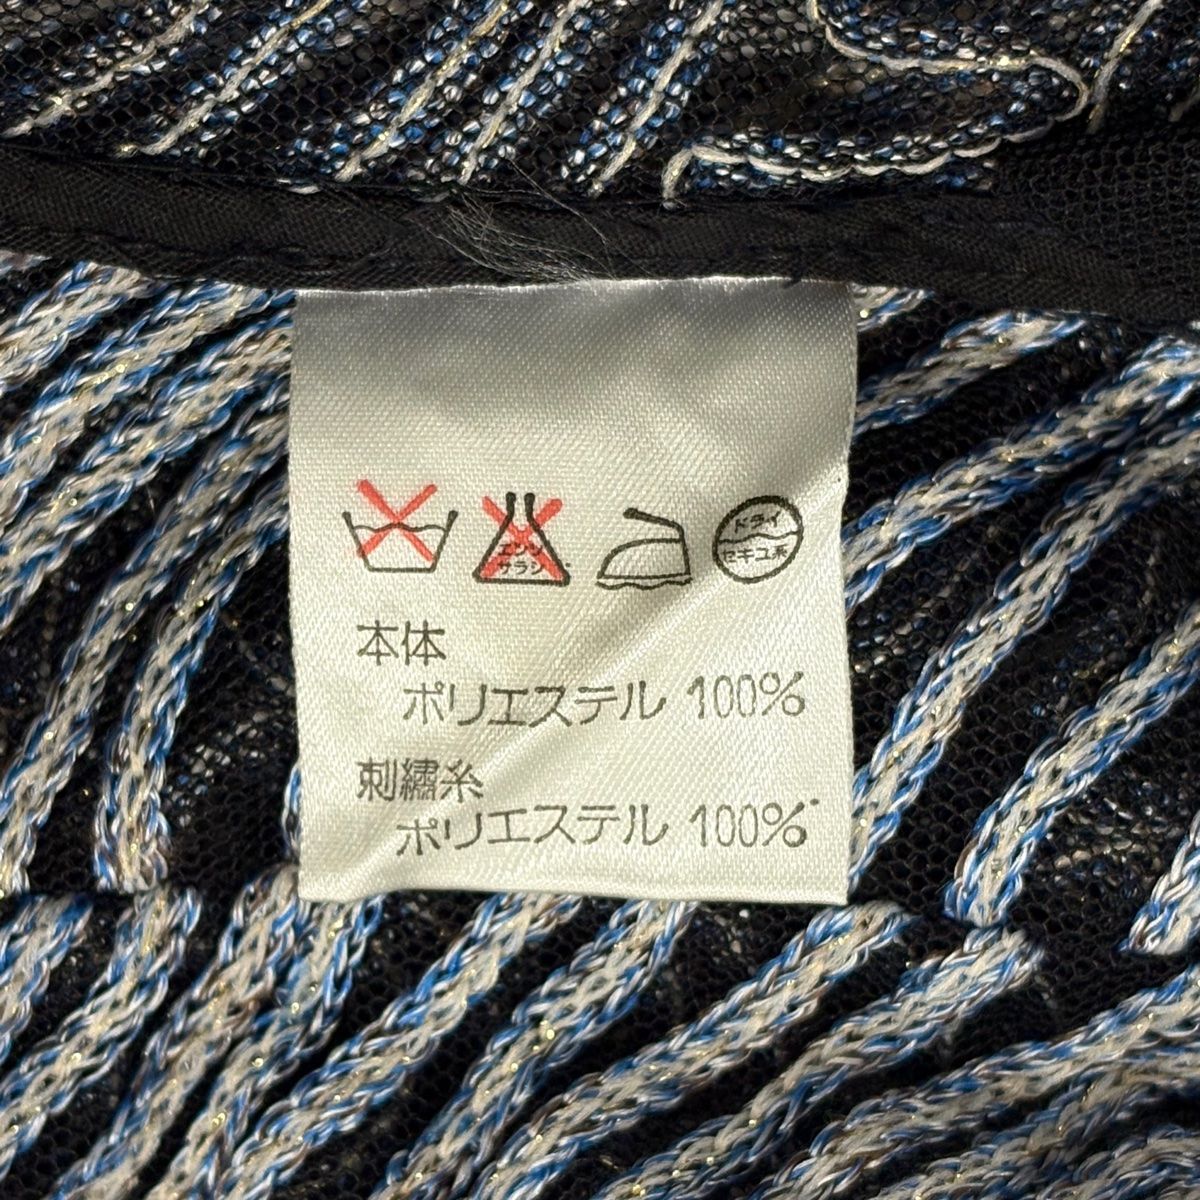 エンソ
サラシ
ドライ
セキユ系
本体
ポリエステル 100%
刺繍糸
ポリエステル 100%